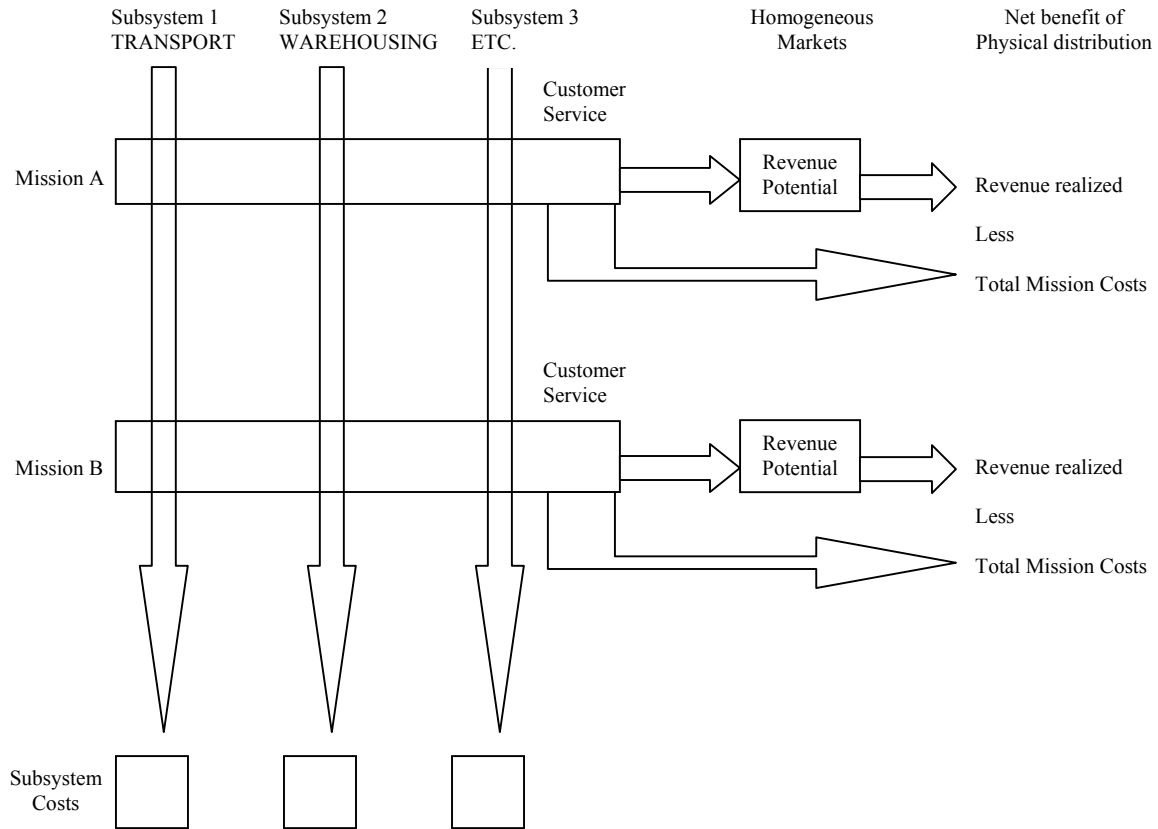 Subsystem 1
TRANSPORT
Subsystem 2
WAREHOUSING
Subsystem 3
ETC.
Homogeneous
Markets
Net benefit of
Physical distribution
Customer
Service
Mission A
Revenue
Potential
Revenue realized
Less
Total Mission Costs
Customer
Service
Mission B
Revenue
Potential
Revenue realized
Less
Total Mission Costs
Subsystem
Costs